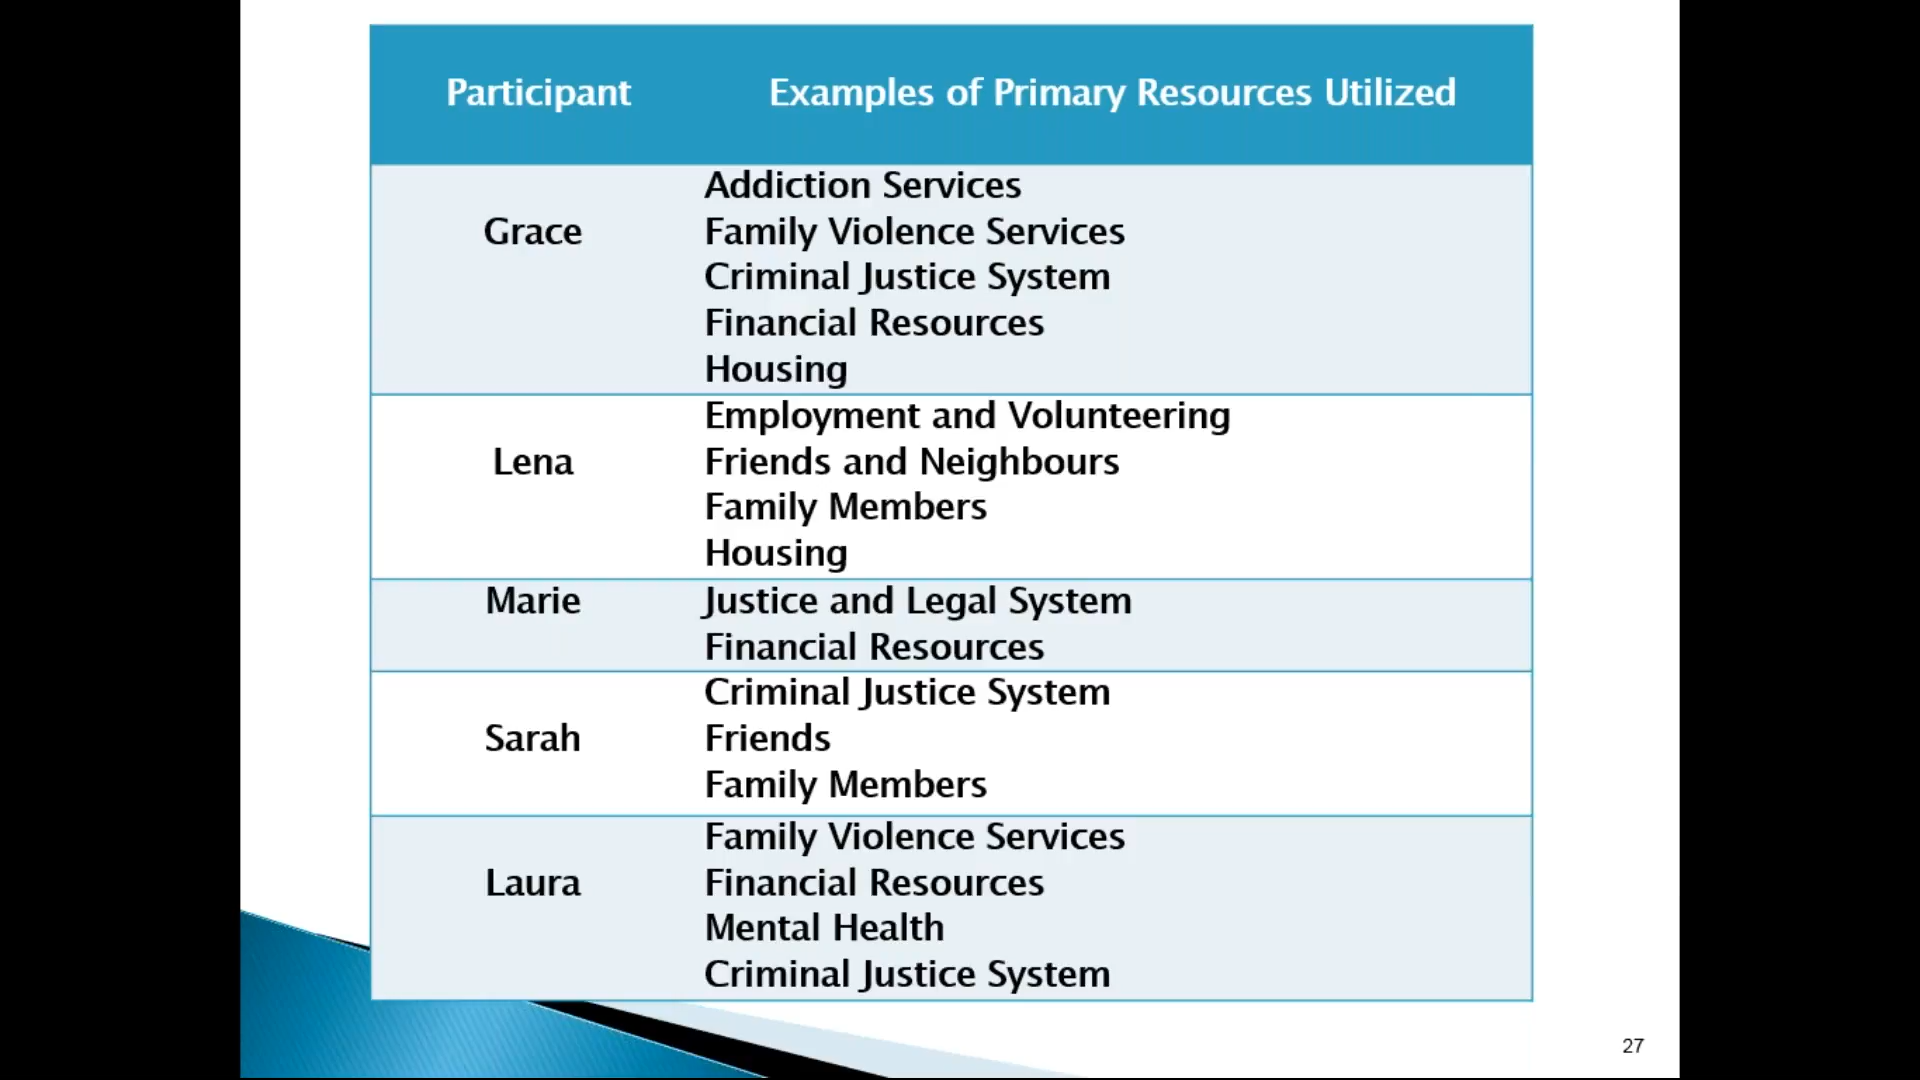 Participant Examples of Primary Resources Utilized
Grace
Addiction Services
Family Violence Services
Criminal Justice System
Financial Resources
Housing
Lena
Employment and Volunteering
Friends and Neighbours
Family Members
Housing
Marie
Justice and Legal System
Financial Resources
Sarah
Criminal Justice System
Friends
Family Members
Laura
Family Violence Services
Financial Resources
Mental Health
Criminal Justice System
27